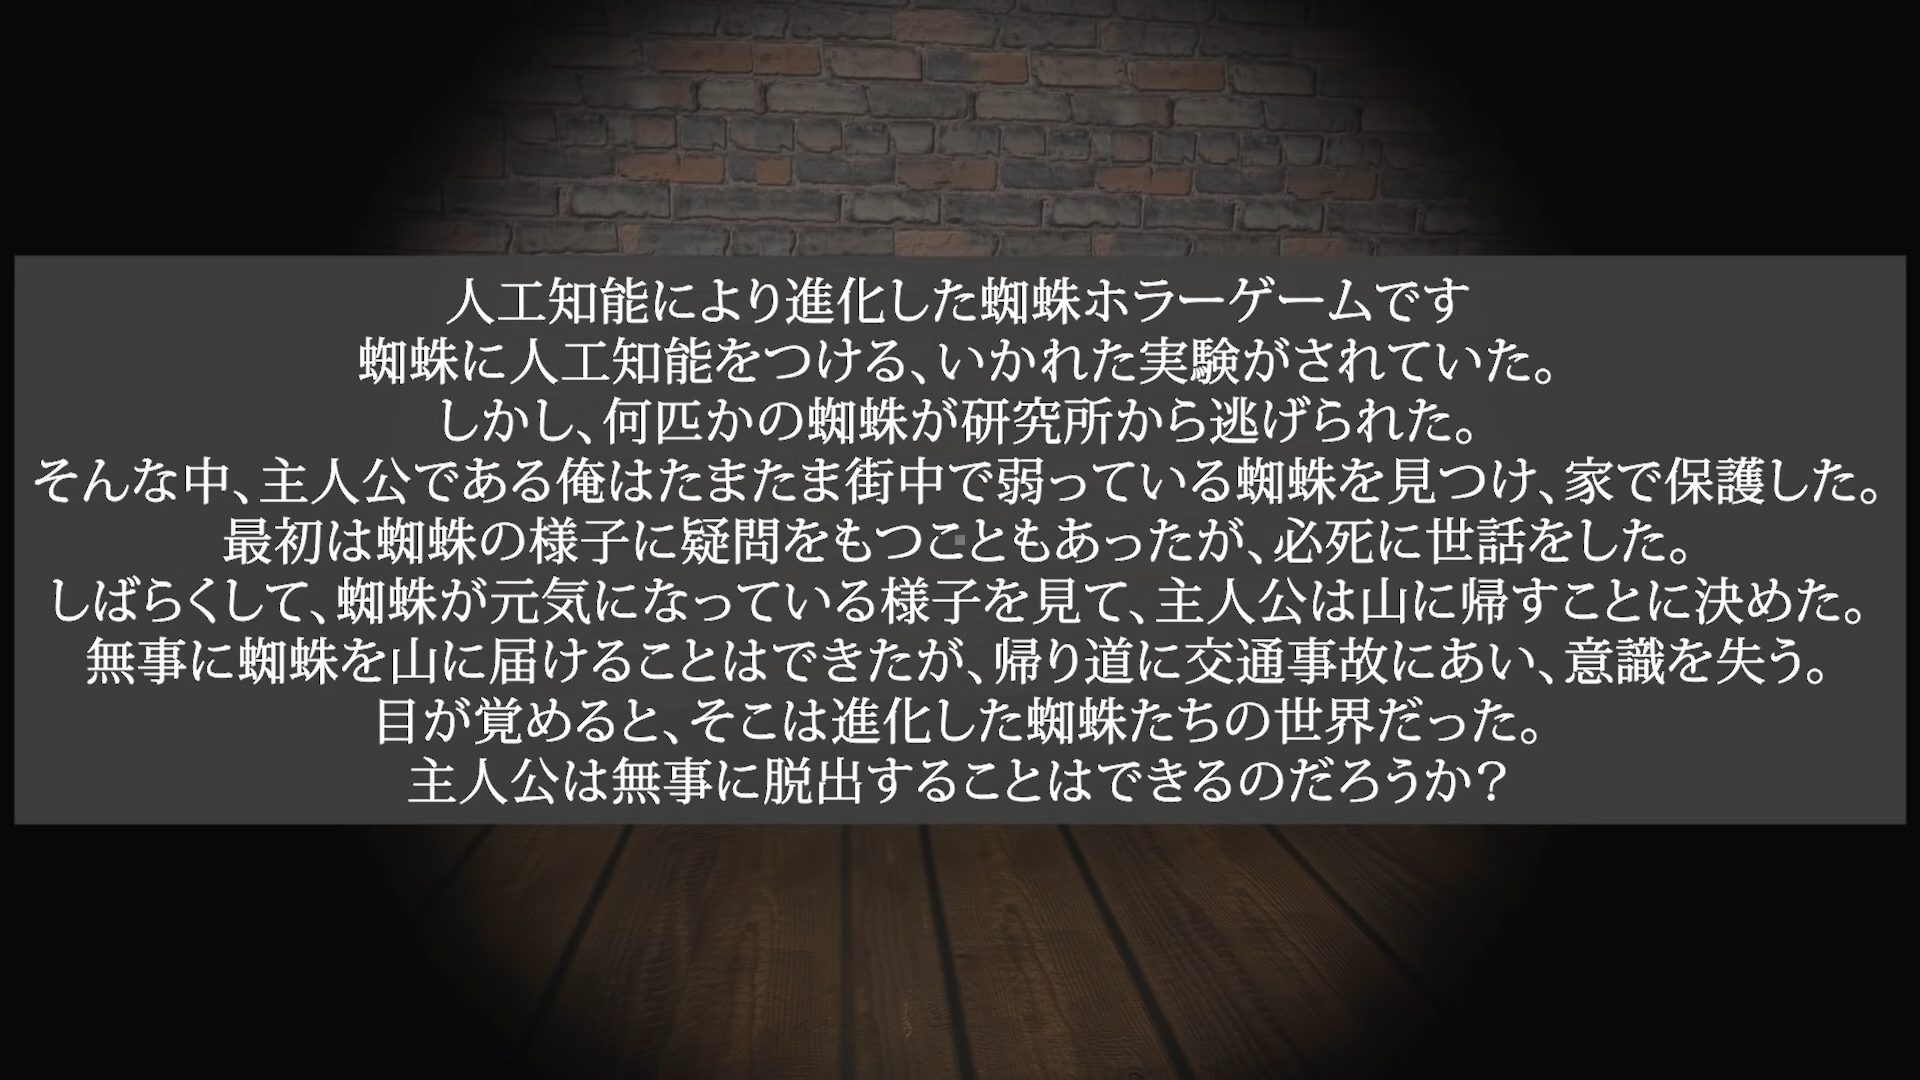 人工知能により進化した蜘蛛ホラーゲームです
蜘蛛に人工知能をつける、いかれた実験がされていた。
しかし、何匹かの蜘蛛が研究所から逃げられた。
そんな中、主人公である俺はたまたま街中で弱っている蜘蛛を見つけ、家で保護した。
最初は蜘蛛の様子に疑問をもつこともあったが、必死に世話をした。
しばらくして、蜘蛛が元気になっている様子を見て、主人公は山に帰すことに決めた。
無事に蜘蛛を山に届けることはできたが、帰り道に交通事故にあい、意識を失う。
目が覚めると、そこは進化した蜘蛛たちの世界だった。
主人公は無事に脱出することはできるのだろうか？